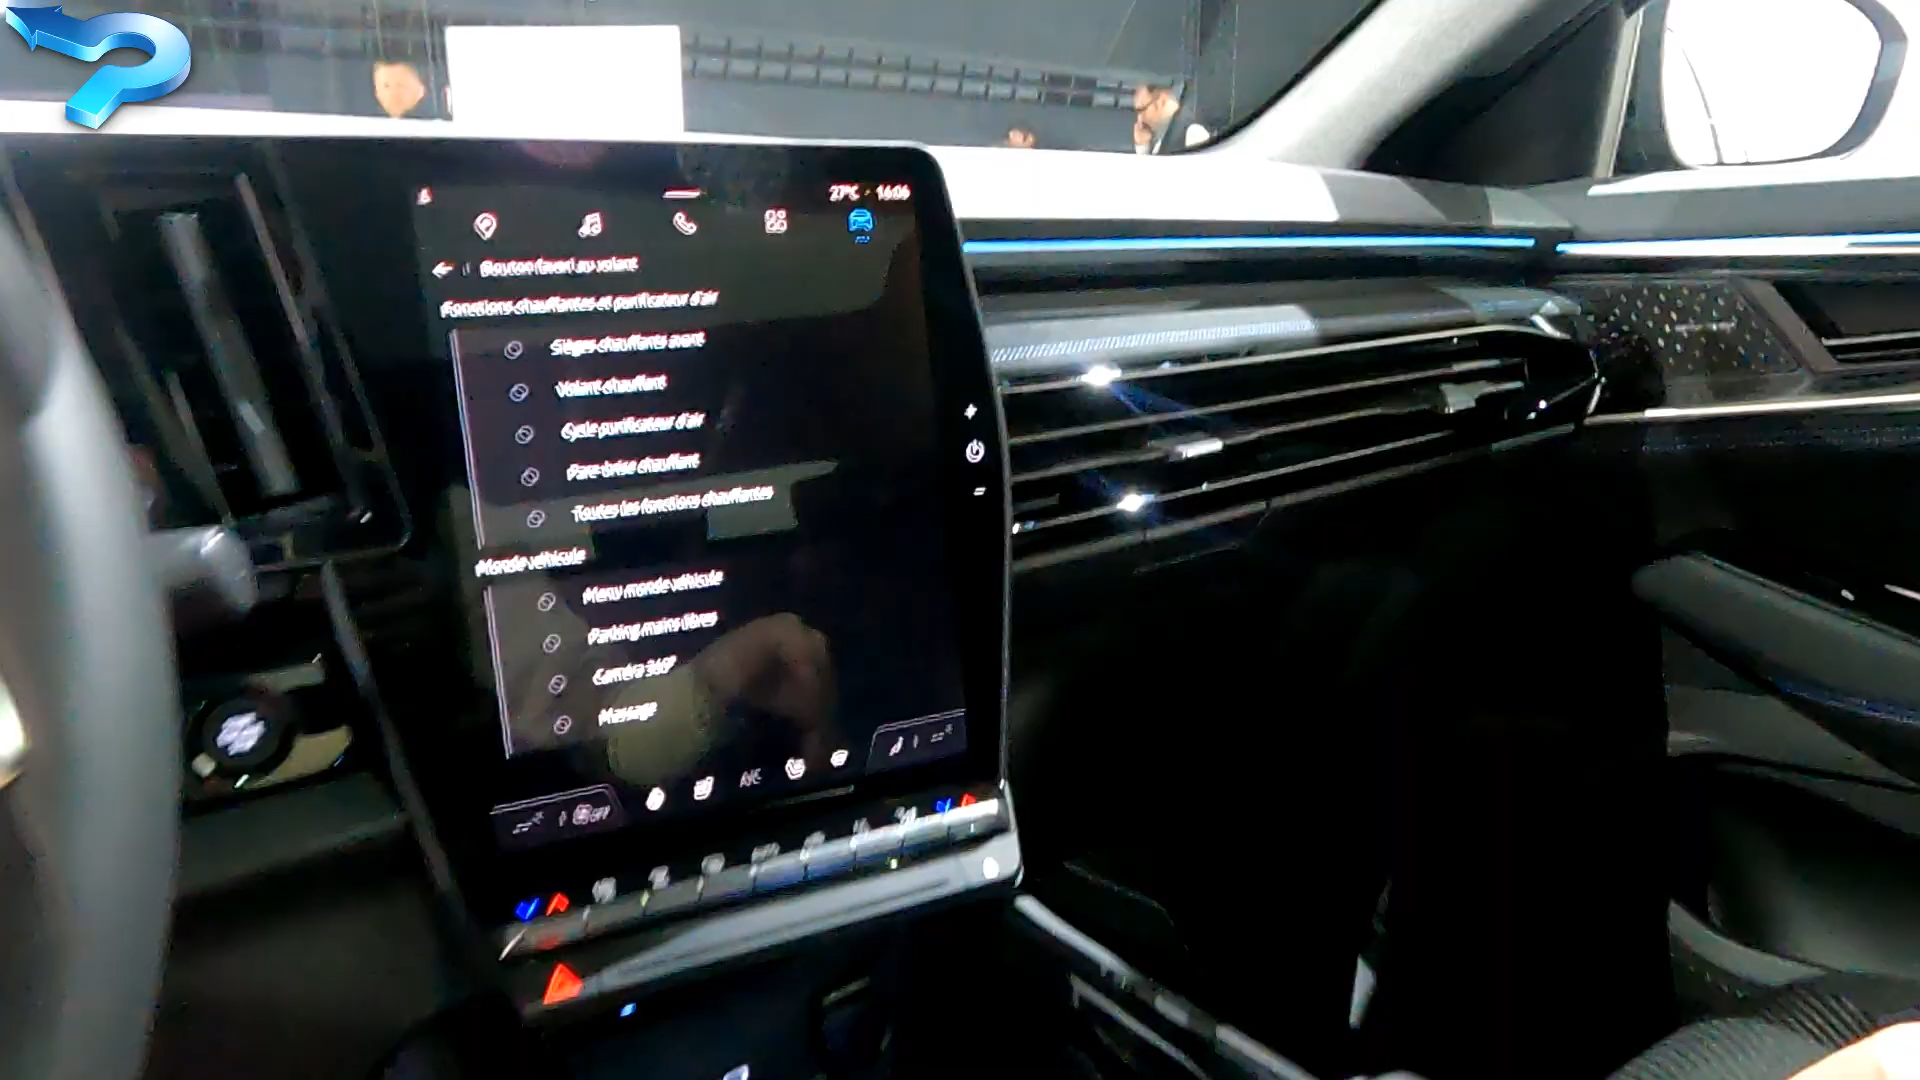 27°C · 16:06
Bouton favori au volant
Fonctions chauffantes et purificateur d'air
Sièges chauffants avant
Volant chauffant
Cycle purificateur d'air
Pare-brise chauffant
Toutes les fonctions chauffantes
Monde véhicule
Menu monde véhicule
Parking mains libres
Caméra 360°
Massage
A/C
OFF